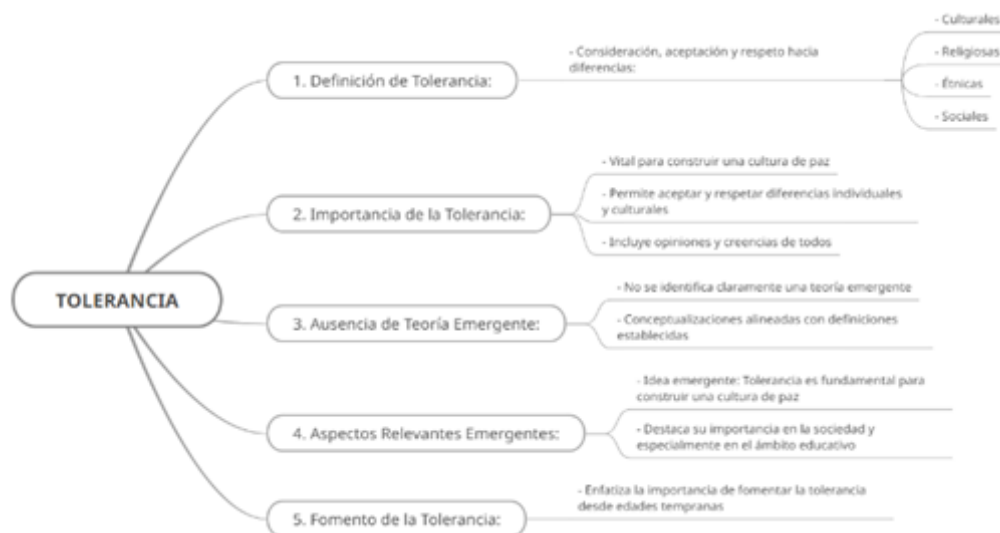 TOLERANCIA
1. Definición de Tolerancia:
- Consideración, aceptación y respeto hacia
diferencias:
- Culturales
- Religiosas
- Étnicas
- Sociales
2. Importancia de la Tolerancia:
- Vital para construir una cultura de paz
- Permite aceptar y respetar diferencias individuales
y culturales
- Incluye opiniones y creencias de todos
3. Ausencia de Teoría Emergente:
- No se identifica claramente una teoría emergente
- Conceptualizaciones alineadas con definiciones
establecidas
4. Aspectos Relevantes Emergentes:
- Idea emergente: Tolerancia es fundamental para
construir una cultura de paz
- Destaca su importancia en la sociedad y
especialmente en el ámbito educativo
5. Fomento de la Tolerancia:
- Enfatiza la importancia de fomentar la tolerancia
desde edades tempranas